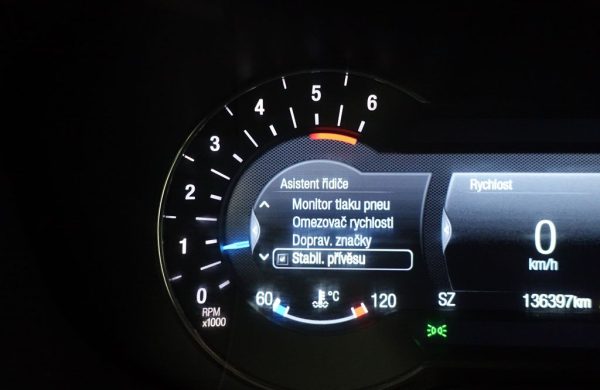 6
5
4
3
2
1
0
RPM
x1000
Asistent řidiče
Monitor tlaku pneu
Omezovač rychlosti
Doprav. značky
Stabil. přívěsu
60 °C 120
Rychlost
0
km/h
SZ 136397km